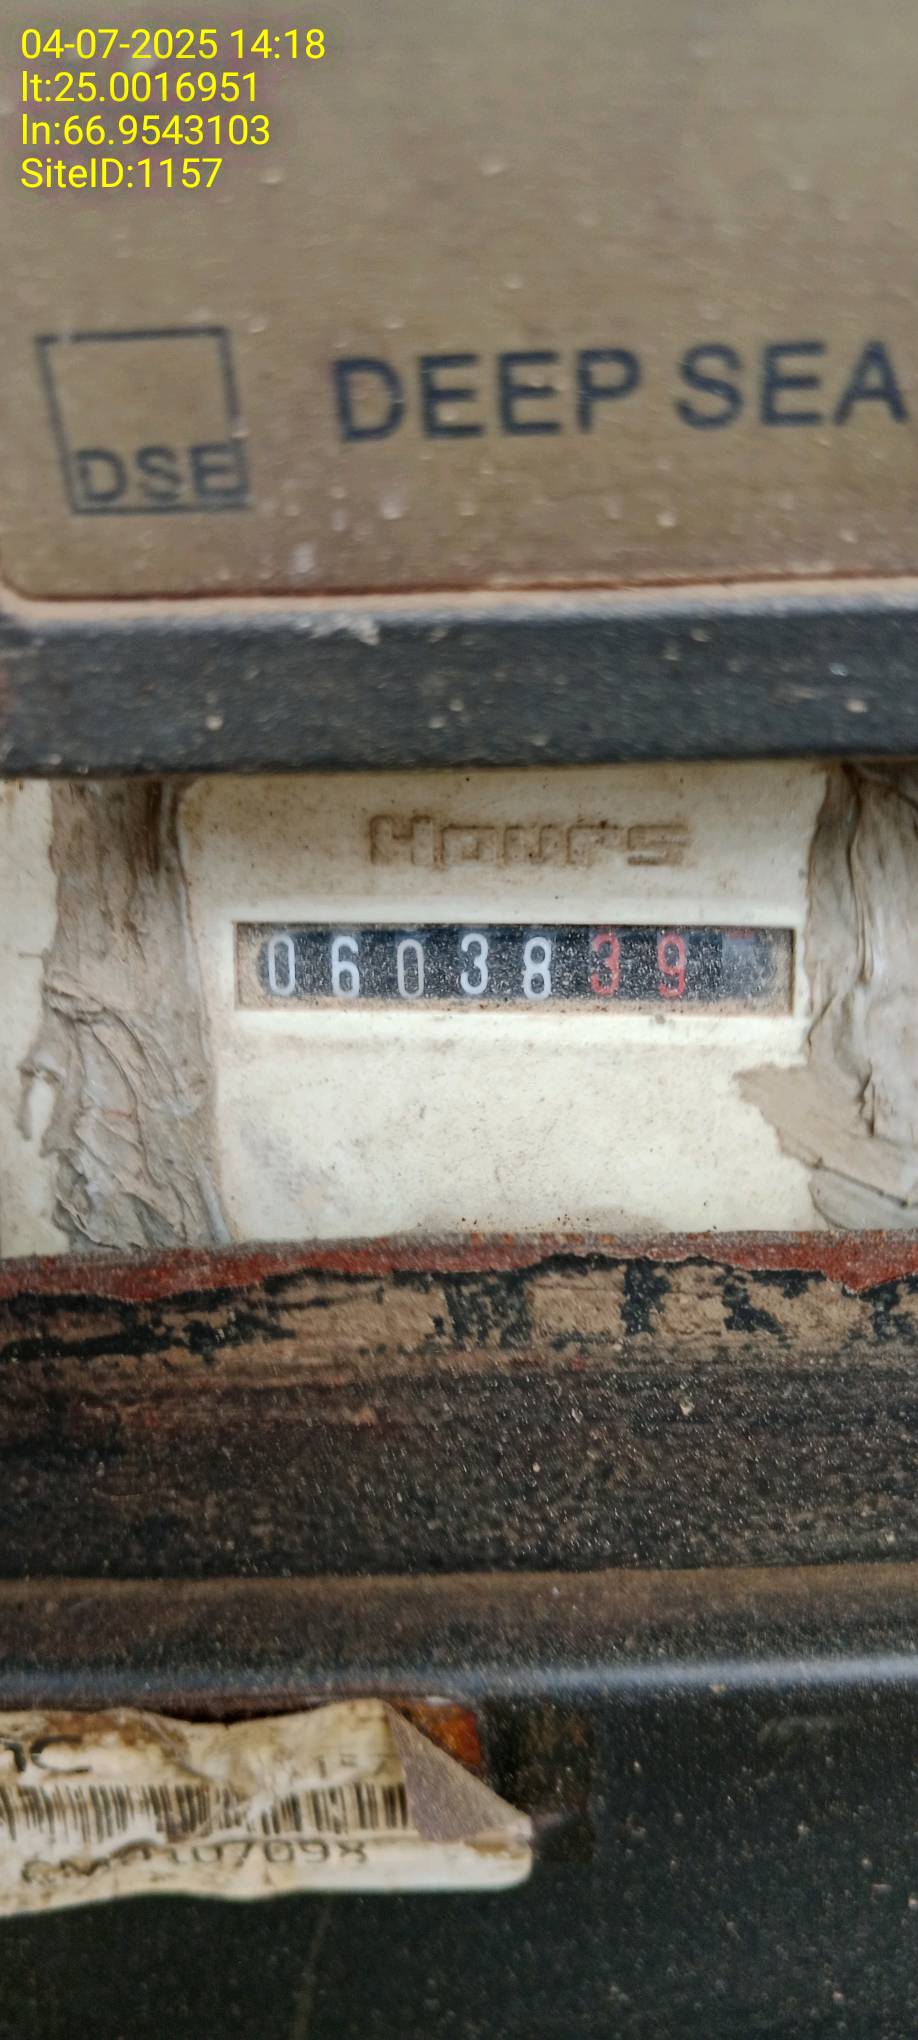 04-07-2025 14:18
lt:25.0016951
ln:66.9543103
SiteID:1157
DSE
DEEP SEA
Hours
0603839